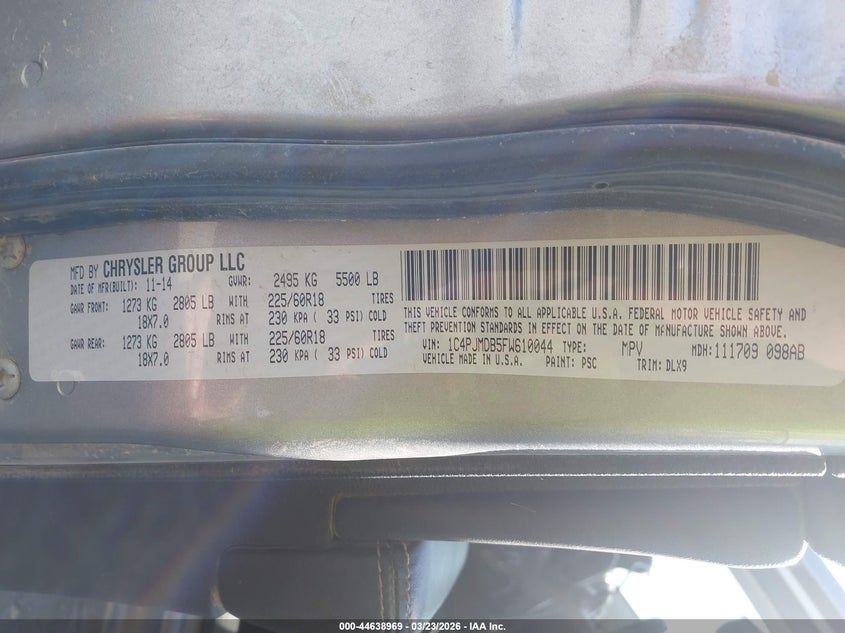 MFD BY CHRYSLER GROUP LLC
DATE OF MFR(BUILT): 11-14 GVWR: 2495 KG 5500 LB
GAWR FRONT: 1273 KG 2805 LB WITH 225/60R18 TIRES
18X7.0 RIMS AT 230 KPA ( 33 PSI) COLD
GAWR REAR: 1273 KG 2805 LB WITH 225/60R18 TIRES
18X7.0 RIMS AT 230 KPA ( 33 PSI) COLD
THIS VEHICLE CONFORMS TO ALL APPLICABLE U.S.A. FEDERAL MOTOR VEHICLE SAFETY AND
THEFT PREVENTION STANDARDS IN EFFECT ON THE DATE OF MANUFACTURE SHOWN ABOVE.
VIN: 1C4PJMDB5FW610044 TYPE: MPV MDH: 111709 098AB
VEHICLE MADE IN U.S.A. PAINT: PSC TRIM: DLX9
000-44638969 – 03/23/2026 – IAA Inc.